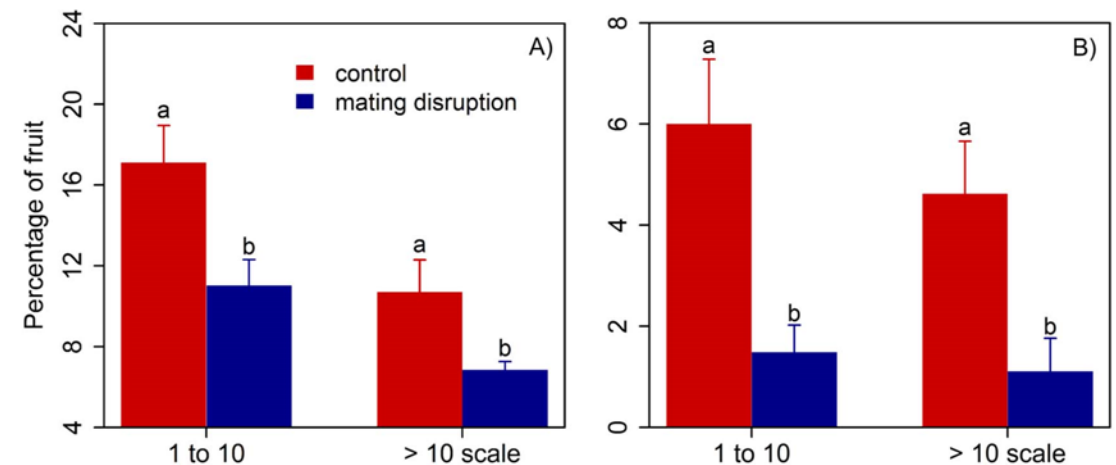 Percentage of fruit
24
20
16
12
8
4
A)
control
mating disruption
a
b
a
b
1 to 10
> 10 scale
8
6
4
2
0
B)
a
b
a
b
1 to 10
> 10 scale